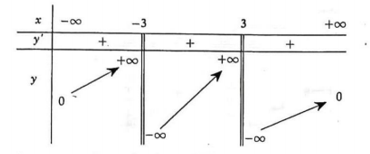 x −∞ −3 3 +∞
y' + + +
+∞ +∞
y 0 0
−∞ −∞